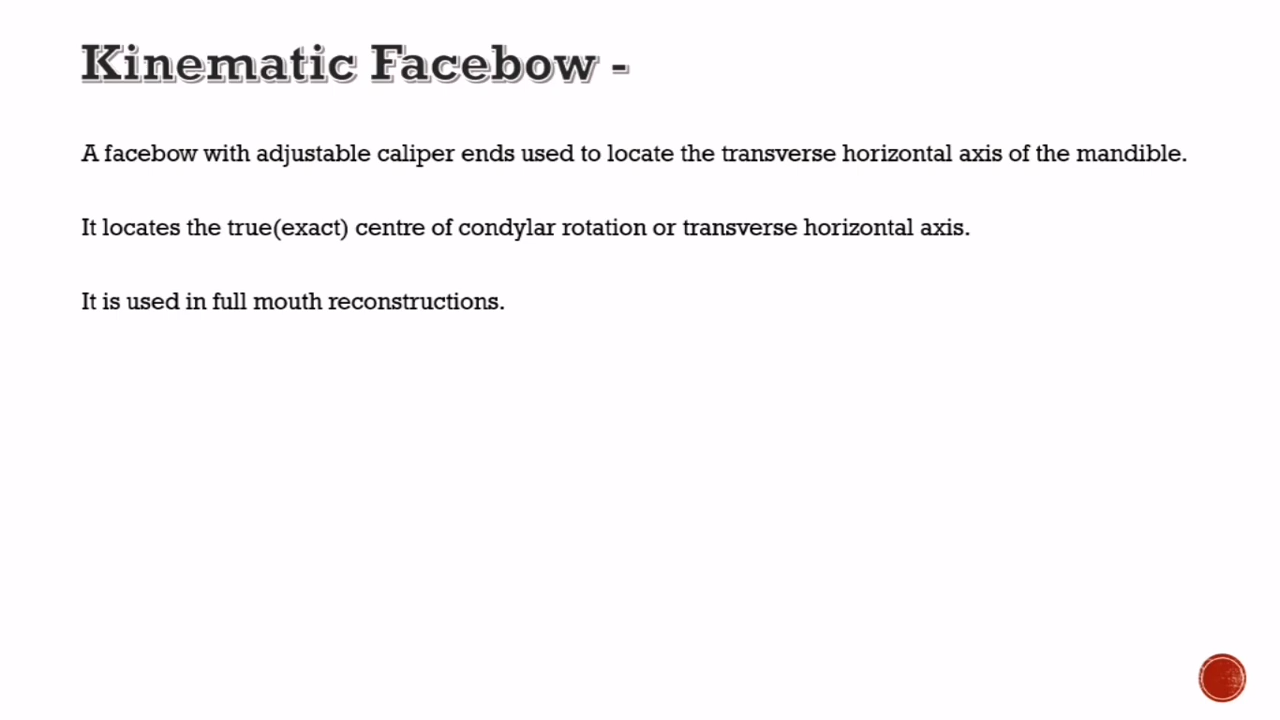 Kinematic Facebow -
A facebow with adjustable caliper ends used to locate the transverse horizontal axis of the mandible.
It locates the true(exact) centre of condylar rotation or transverse horizontal axis.
It is used in full mouth reconstructions.